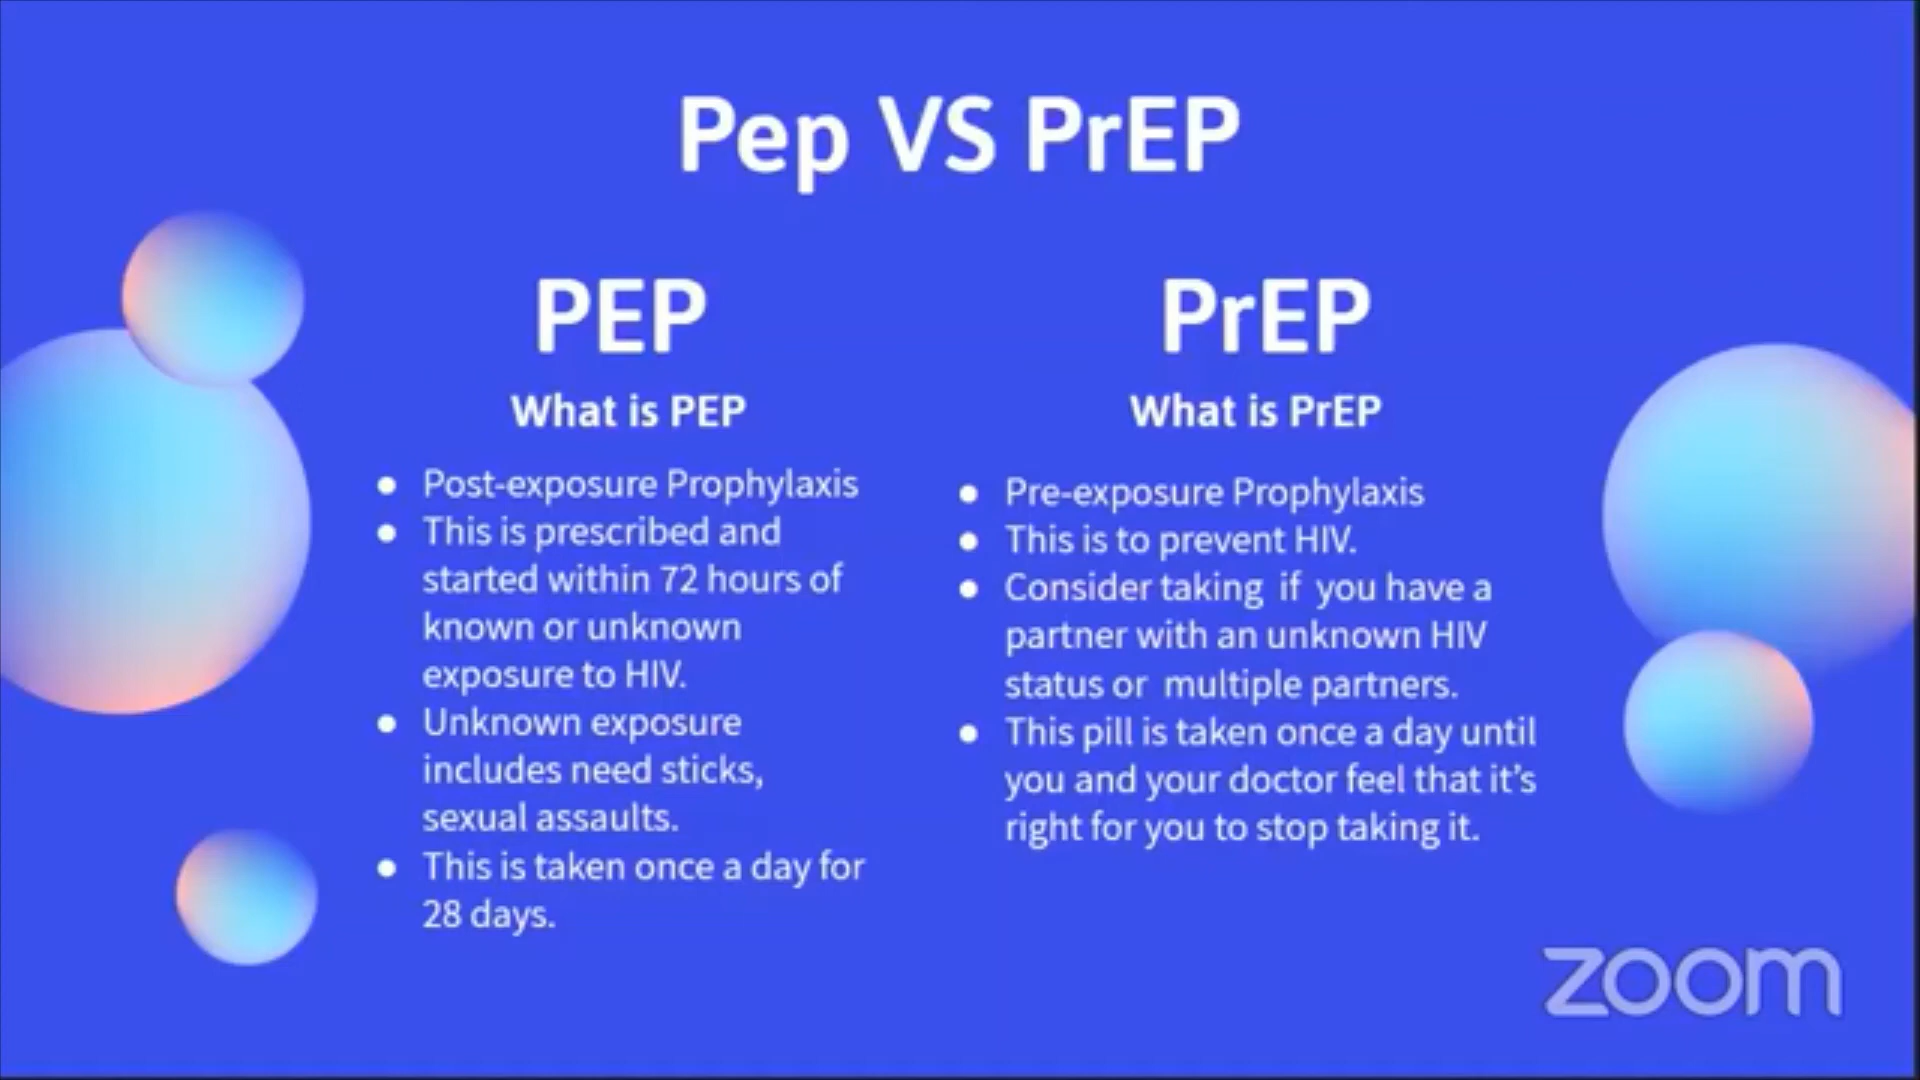 Pep VS PrEP
PEP
What is PEP
● Post-exposure Prophylaxis
● This is prescribed and
started within 72 hours of
known or unknown
exposure to HIV.
● Unknown exposure
includes need sticks,
sexual assaults.
● This is taken once a day for
28 days.
PrEP
What is PrEP
● Pre-exposure Prophylaxis
● This is to prevent HIV.
● Consider taking  if  you have a
partner with an unknown HIV
status or  multiple partners.
● This pill is taken once a day until
you and your doctor feel that it’s
right for you to stop taking it.
zoom